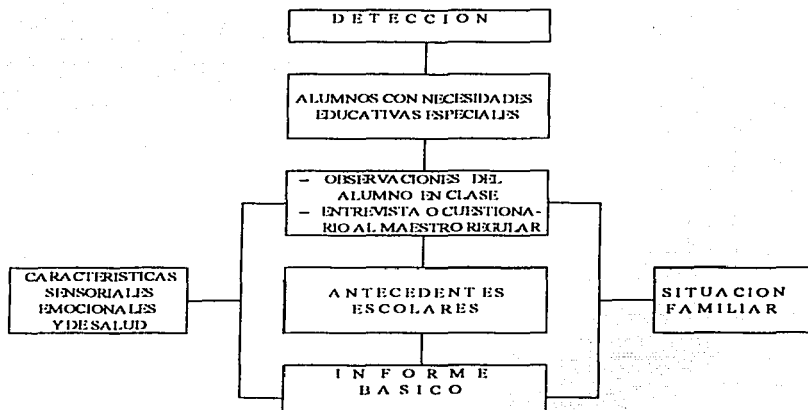 DETECCION
ALUMNOS CON NECESIDADES
EDUCATIVAS ESPECIALES
– OBSERVACIONES DEL
ALUMNO EN CLASE
– ENTREVISTA O CUESTIONA-
RIO AL MAESTRO REGULAR
CARACTERISTICAS
SENSORIALES
EMOCIONALES
Y DE SALUD
ANTECEDENTES
ESCOLARES
SITUACION
FAMILIAR
INFORME
BASICO